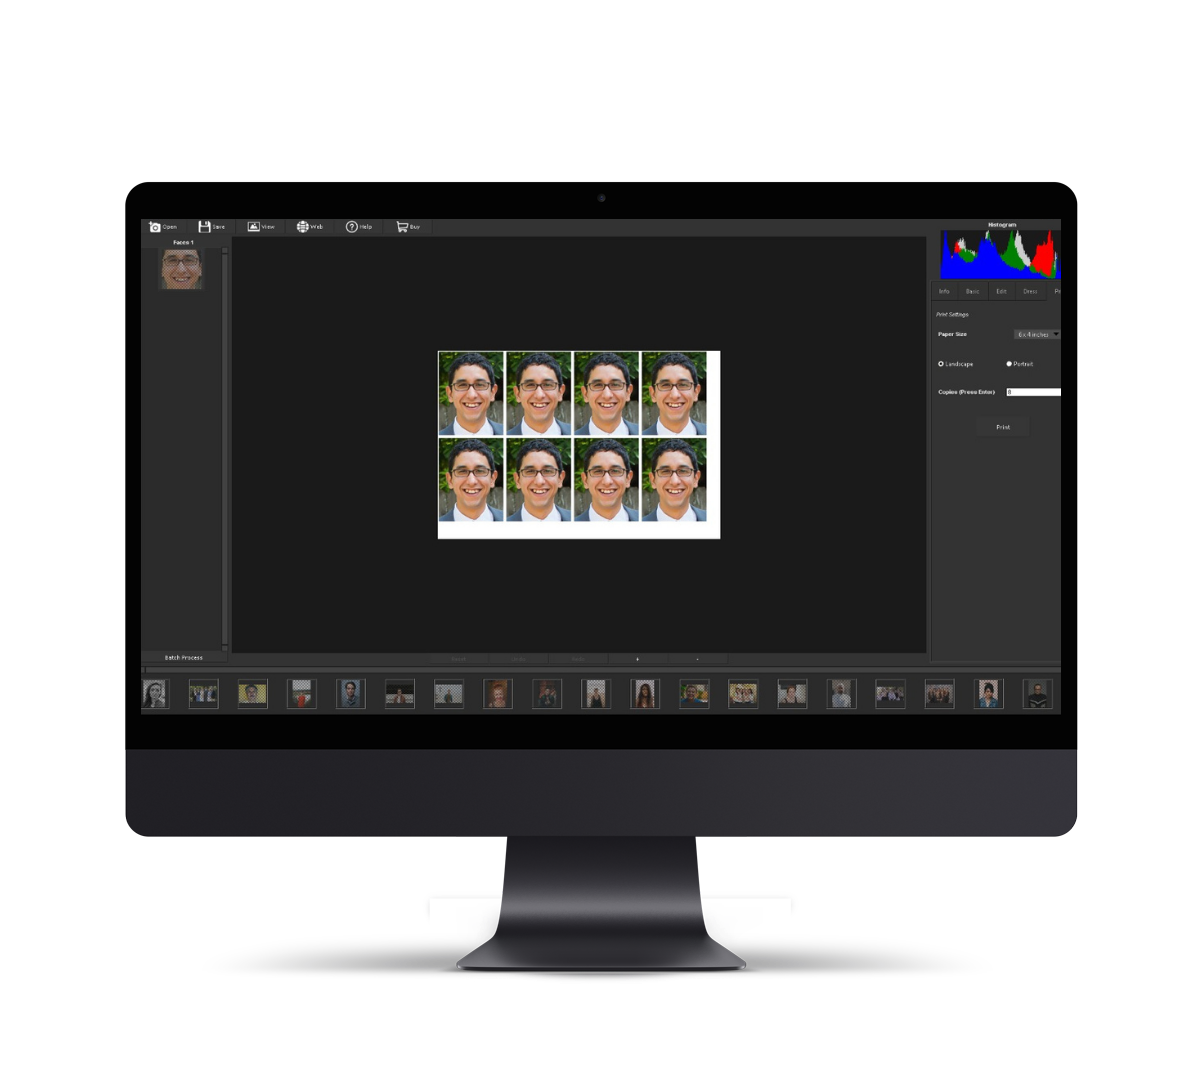 Open Save View Web Help Buy
Faces 1
Histogram
Info Basic Edit Dress
Print Settings
Paper Size 6x4 inches
Landscape Portrait
Copies (Press Enter) 8
Print
Batch Process